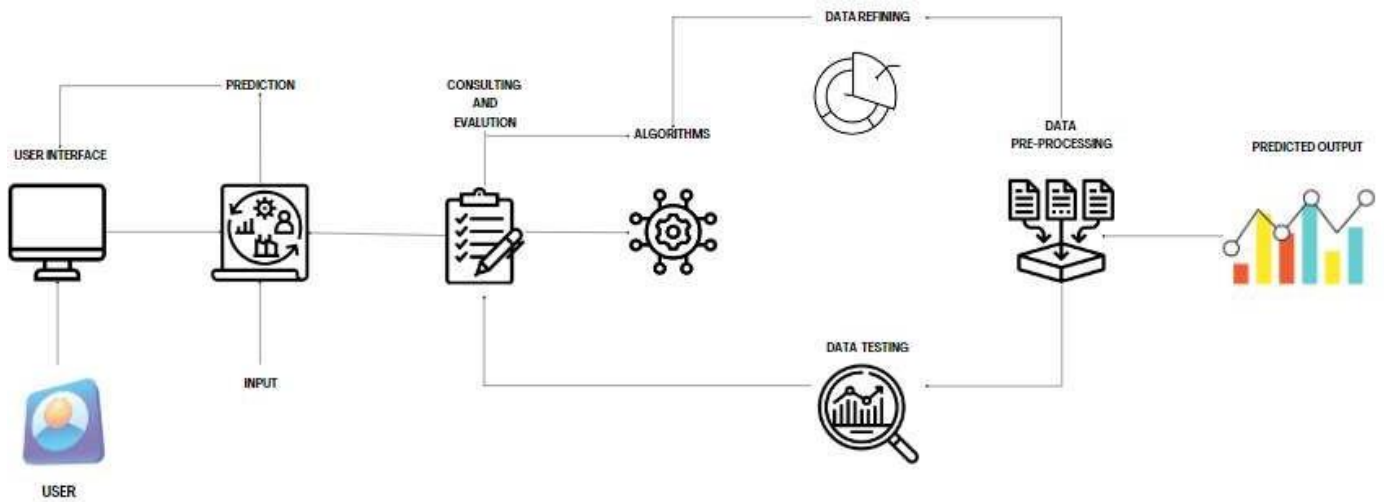 DATA REFINING
PREDICTION
CONSULTING
AND
EVALUTION
ALGORITHMS
DATA
PRE-PROCESSING
USER INTERFACE
PREDICTED OUTPUT
DATA TESTING
INPUT
USER